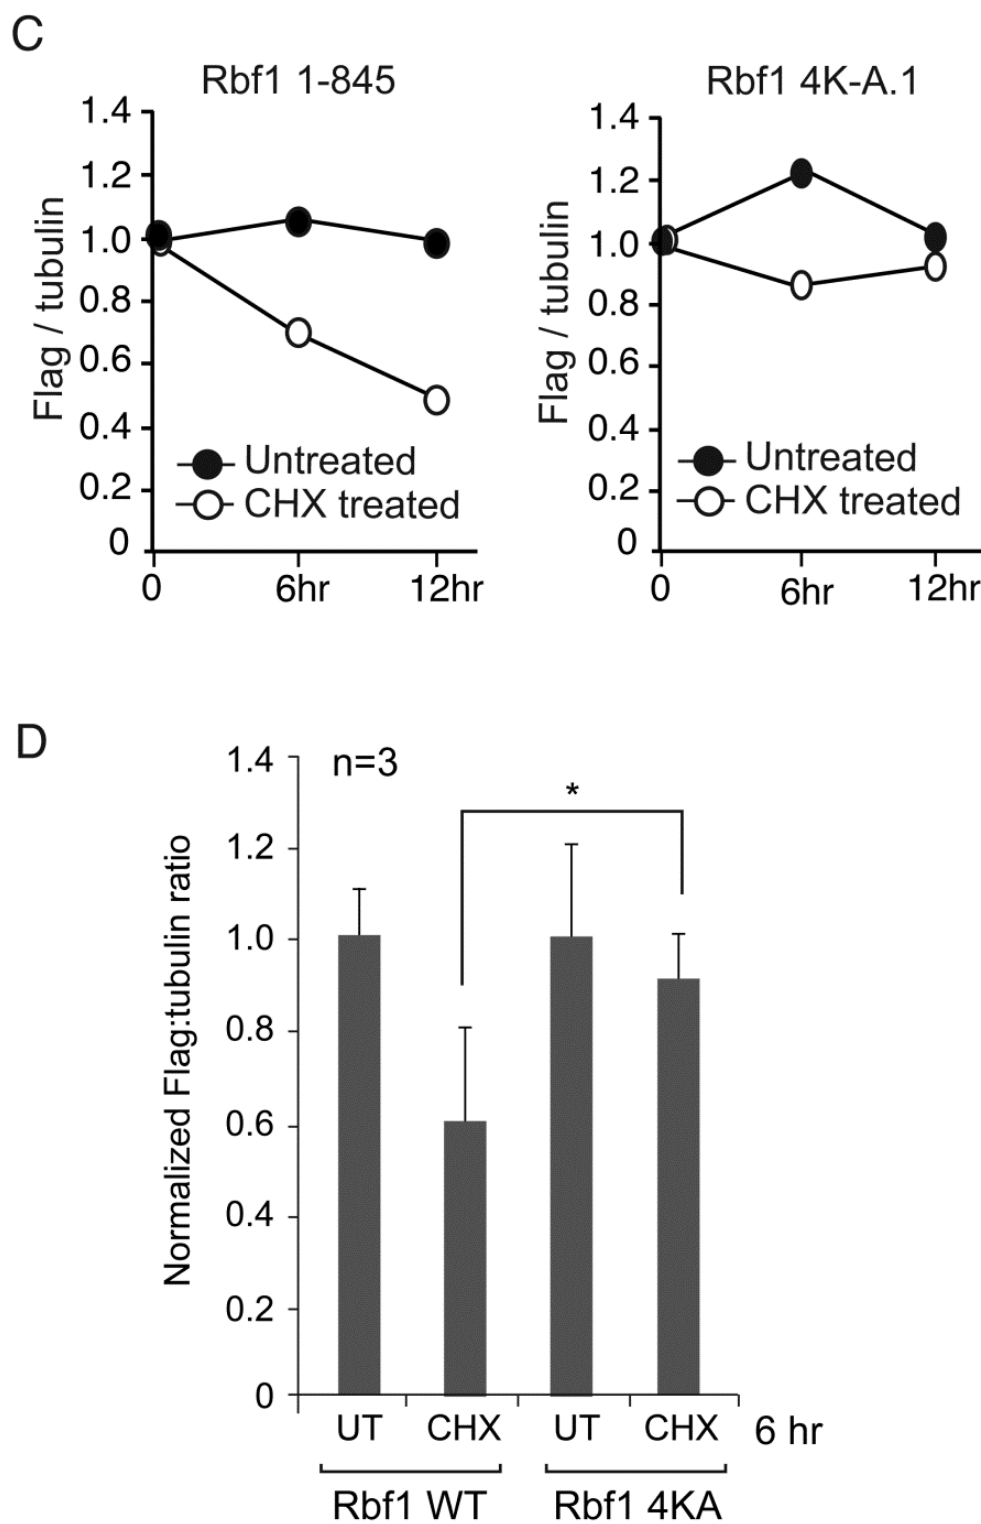 C
Rbf1 1-845
1.4
1.2
1.0
0.8
0.6
0.4
0.2
0
Flag / tubulin
Untreated
CHX treated
0 6hr 12hr
Rbf1 4K-A.1
1.4
1.2
1.0
0.8
0.6
0.4
0.2
0
Flag / tubulin
Untreated
CHX treated
0 6hr 12hr
D
n=3
*
1.4
1.2
1.0
0.8
0.6
0.4
0.2
0
Normalized Flag:tubulin ratio
UT CHX UT CHX 6 hr
Rbf1 WT Rbf1 4KA